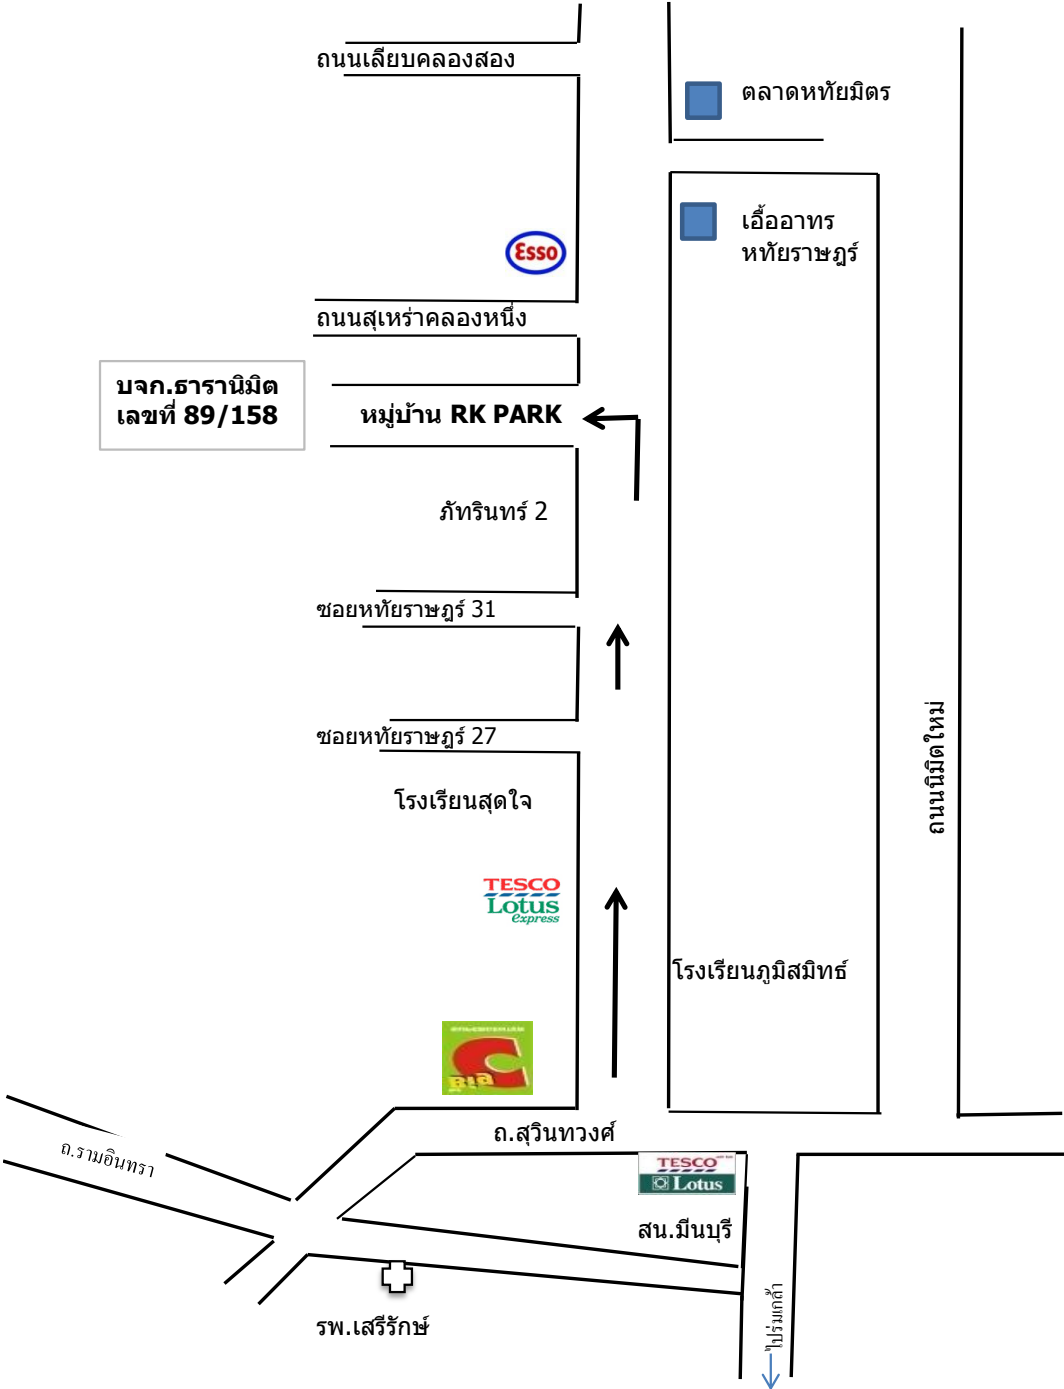 ถนนเลียบคลองสอง
ตลาดหทัยมิตร
เอื้ออาทร
หทัยราษฎร์
Esso
ถนนสุเหร่าคลองหนึ่ง
บจก.ธารานิมิต
เลขที่ 89/158
หมู่บ้าน RK PARK
ภัทรินทร์ 2
ซอยหทัยราษฎร์ 31
ซอยหทัยราษฎร์ 27
ถนนนิมิตใหม่
โรงเรียนสุดใจ
TESCO
Lotus
express
โรงเรียนภูมิสมิทธ์
Big C
ถ.สุวินทวงศ์
ถ.รามอินทรา
TESCO
Lotus
สน.มีนบุรี
รพ.เสรีรักษ์
ไปร่มเกล้า